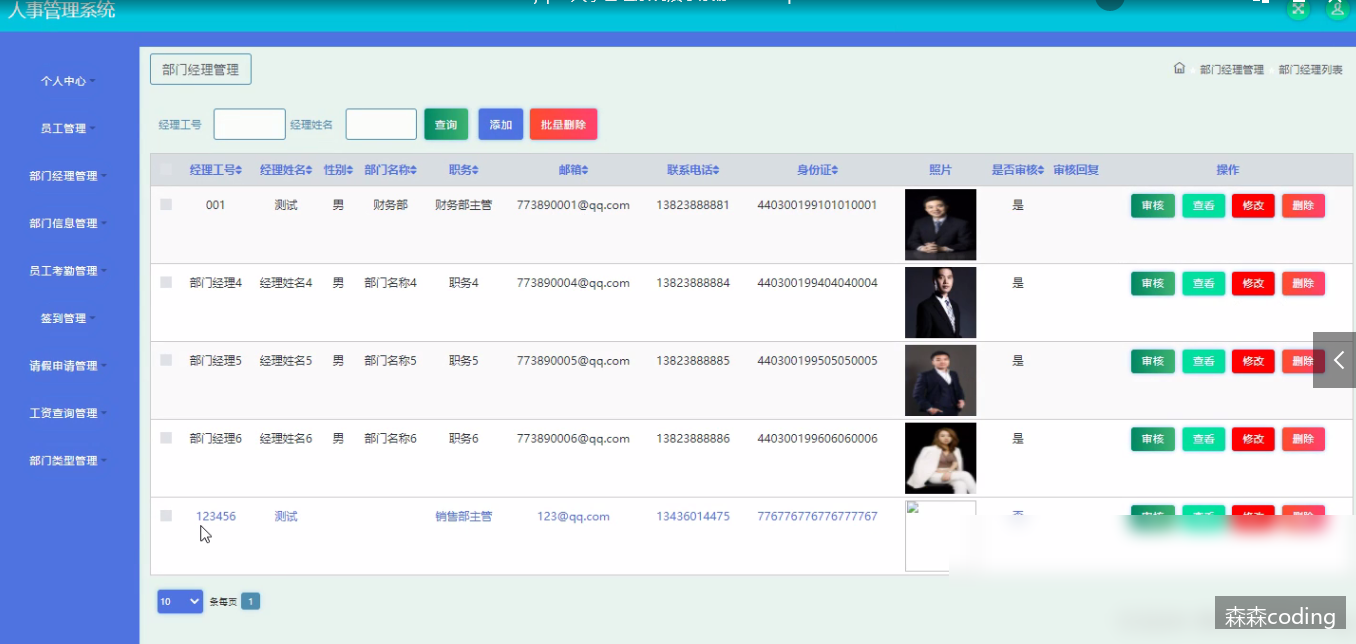 人事管理系统
个人中心
员工管理
部门经理管理
部门信息管理
员工考勤管理
签到管理
请假申请管理
工资查询管理
部门类型管理
部门经理管理
部门经理管理 部门经理列表
经理工号 经理姓名 查询 添加 批量删除
经理工号 经理姓名 性别 部门名称 职务 邮箱 联系电话 身份证 照片 是否审核 审核回复 操作
001 测试 男 财务部 财务部主管 773890001@qq.com 13823888881 440300199101010001 是 审核 查看 修改 删除
部门经理4 经理姓名4 男 部门名称4 职务4 773890004@qq.com 13823888884 440300199404040004 是 审核 查看 修改 删除
部门经理5 经理姓名5 男 部门名称5 职务5 773890005@qq.com 13823888885 440300199505050005 是 审核 查看 修改 删除
部门经理6 经理姓名6 男 部门名称6 职务6 773890006@qq.com 13823888886 440300199606060006 是 审核 查看 修改 删除
123456 测试 销售部主管 123@qq.com 13436014475 776776776776777767
10 条每页 1
森森coding